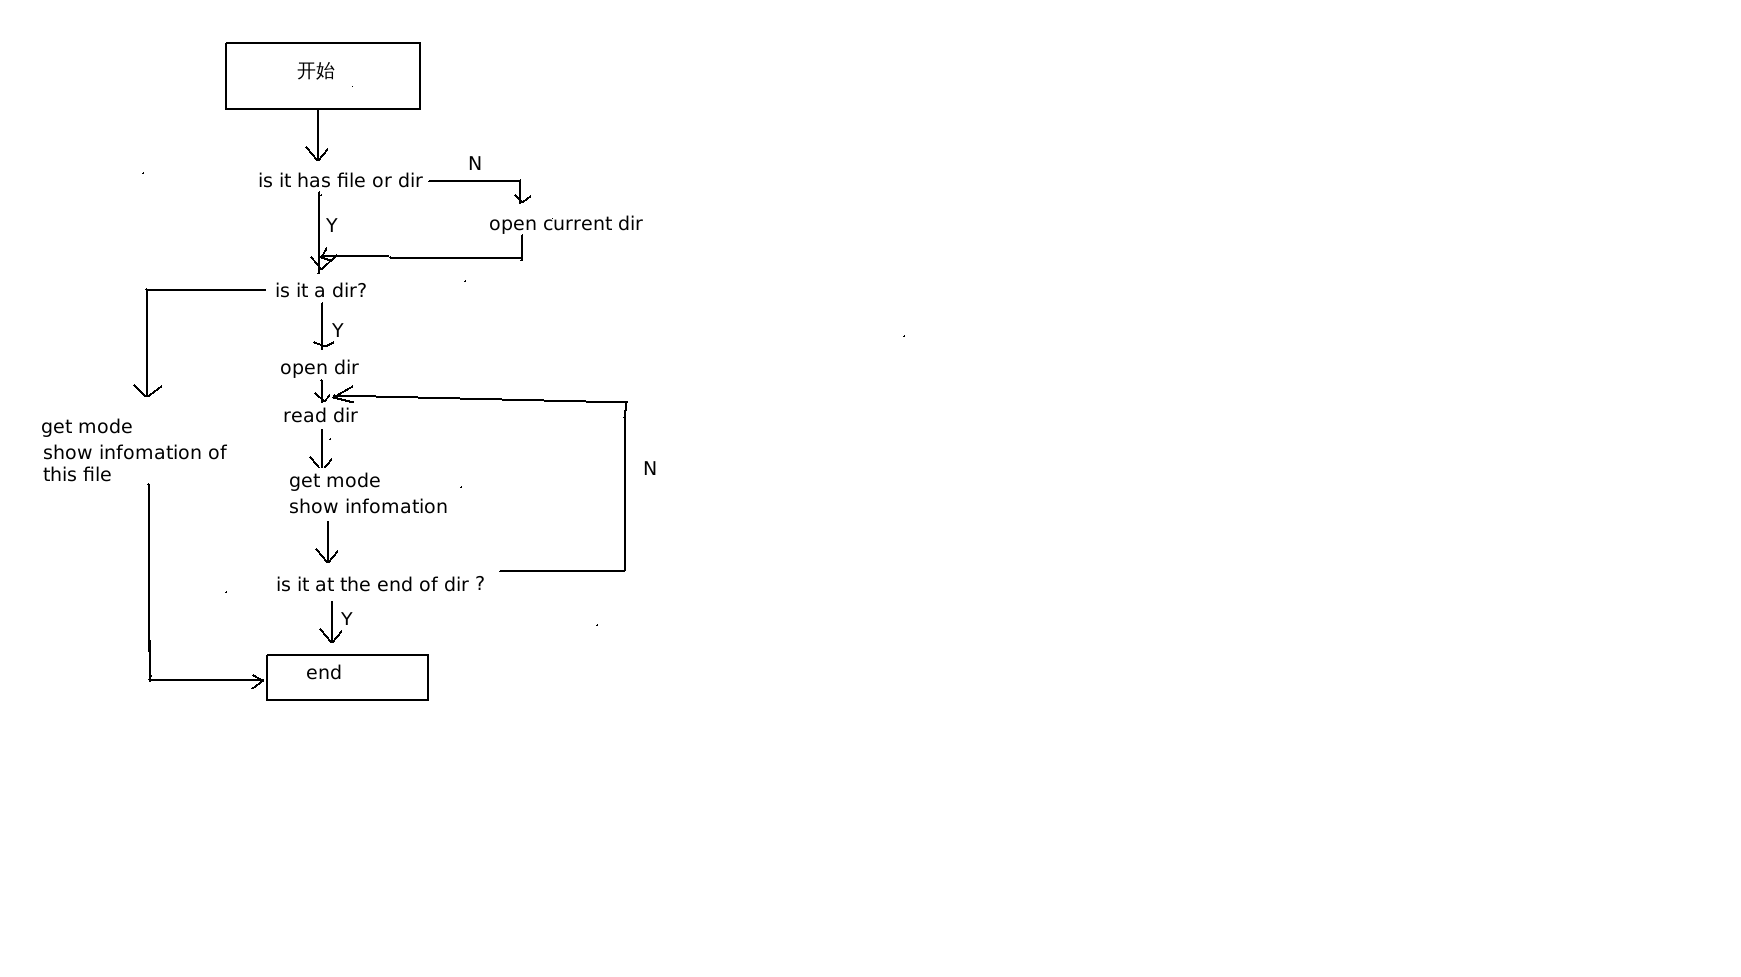 开始
N
is it has file or dir
Y
open current dir
is it a dir?
Y
open dir
read dir
get mode
show infomation of
this file
N
get mode
show infomation
is it at the end of dir ?
Y
end